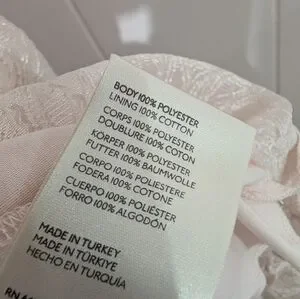 BODY 100% POLYESTER
LINING 100% COTTON
CORPS 100% POLYESTER
DOUBLURE 100% COTON
KÖRPER 100% POLYESTER
FUTTER 100% BAUMWOLLE
CORPO 100% POLIESTERE
FODERA 100% COTONE
CUERPO 100% POLIÉSTER
FORRO 100% ALGODÓN
MADE IN TURKEY
MADE IN TÜRKIYE
HECHO EN TURQUÍA
RN